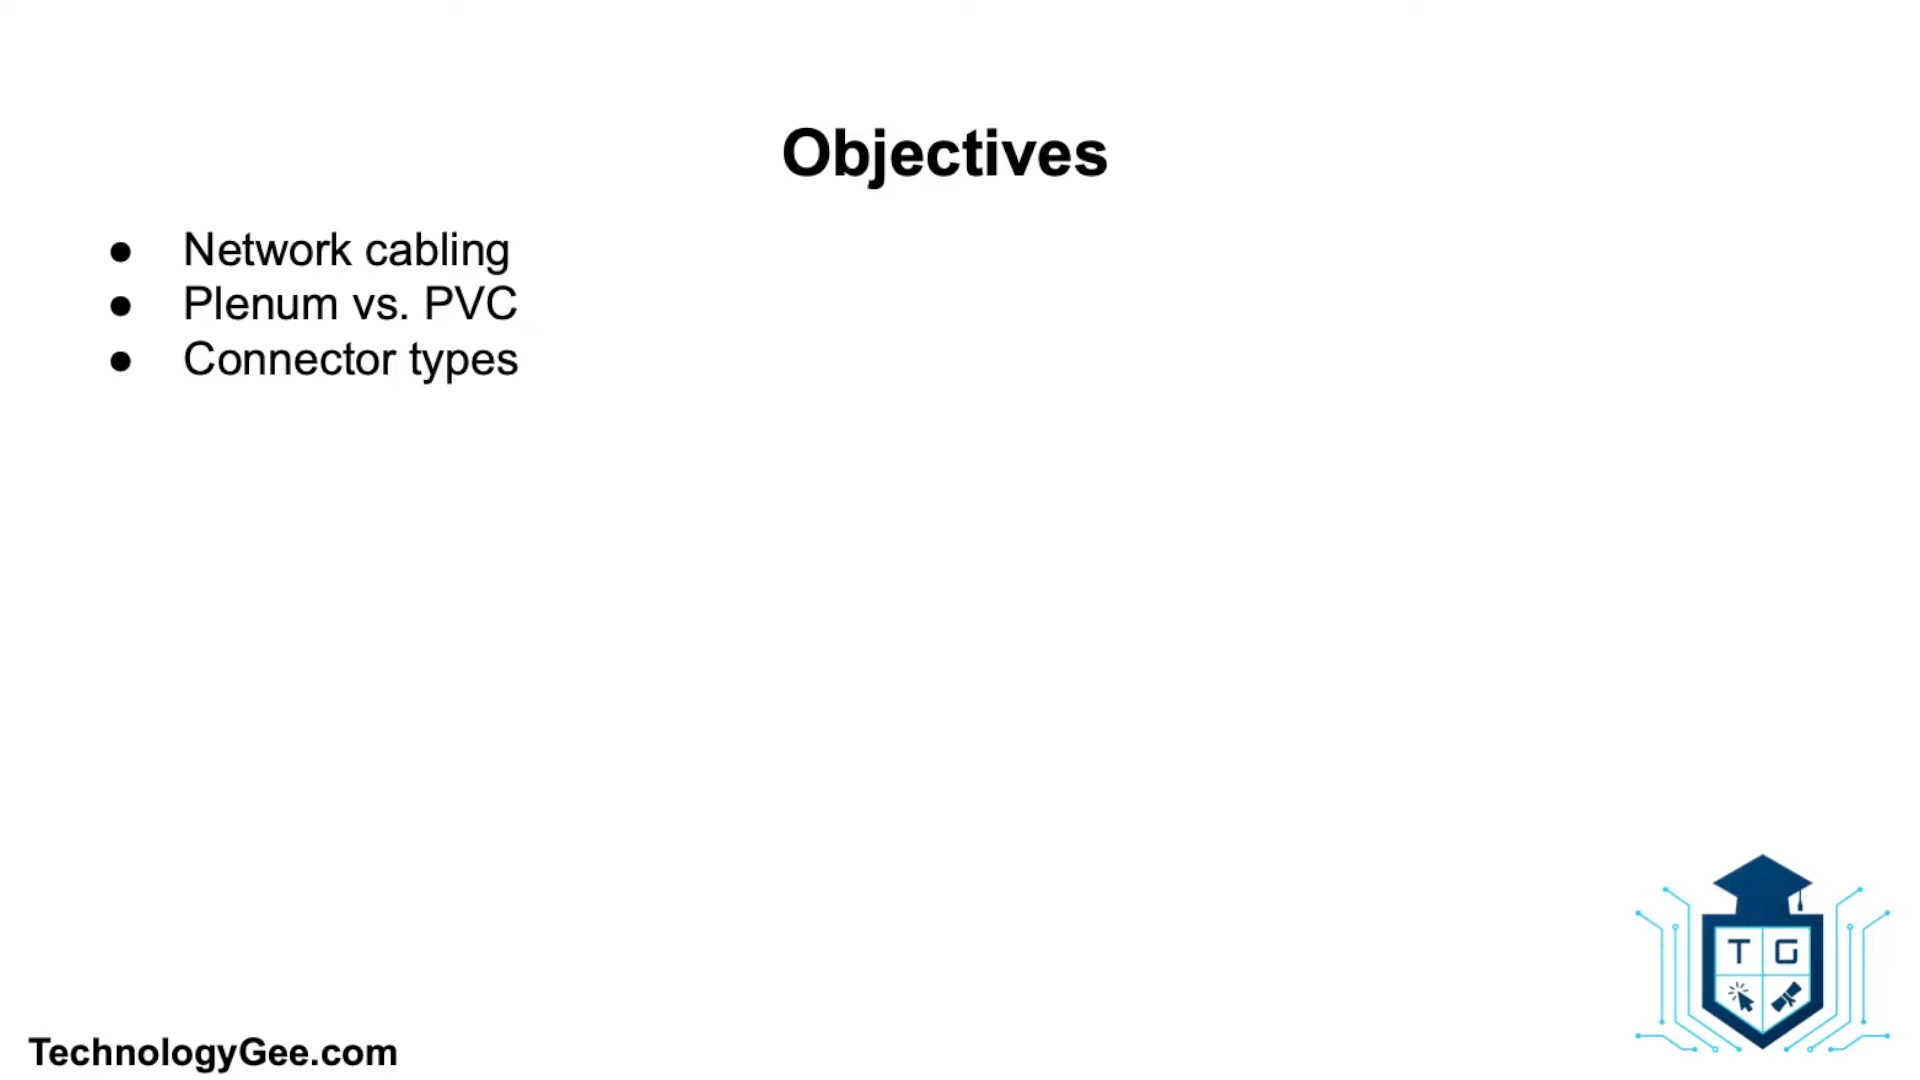 Objectives
● Network cabling
● Plenum vs. PVC
● Connector types
T G
TechnologyGee.com